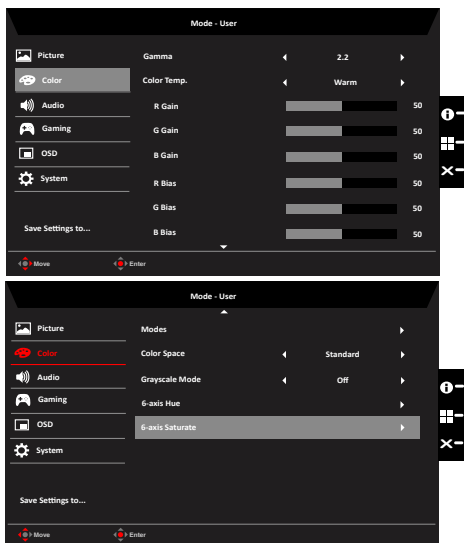 Mode - User
Picture
Gamma 2.2
Color
Color Temp. Warm
Audio
R Gain 50
Gaming
G Gain 50
OSD
B Gain 50
System
R Bias 50
G Bias 50
Save Settings to...
B Bias 50
Move Enter
Mode - User
Picture
Modes
Color
Color Space Standard
Audio
Grayscale Mode Off
Gaming
6-axis Hue
OSD
6-axis Saturate
System
Save Settings to...
Move Enter